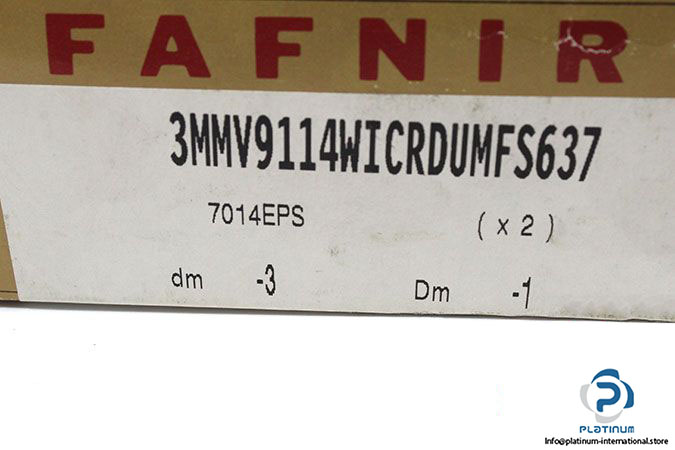 FAFNIR
3MMV9114WICRDUMFS637
7014EPS ( x 2 )
dm -3 Dm -1
PLATINUM
Info@platinum-international.store